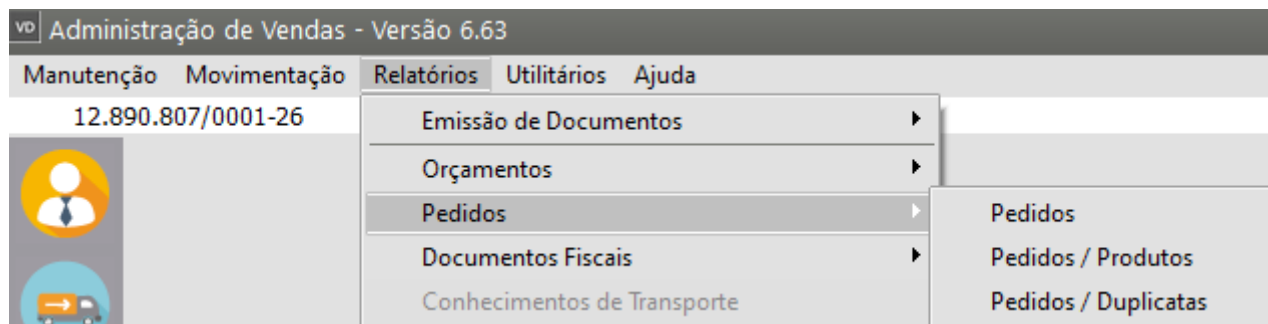 VD Administração de Vendas - Versão 6.63
Manutenção Movimentação Relatórios Utilitários Ajuda
12.890.807/0001-26
Emissão de Documentos
Orçamentos
Pedidos
Pedidos
Documentos Fiscais
Pedidos / Produtos
Conhecimentos de Transporte
Pedidos / Duplicatas